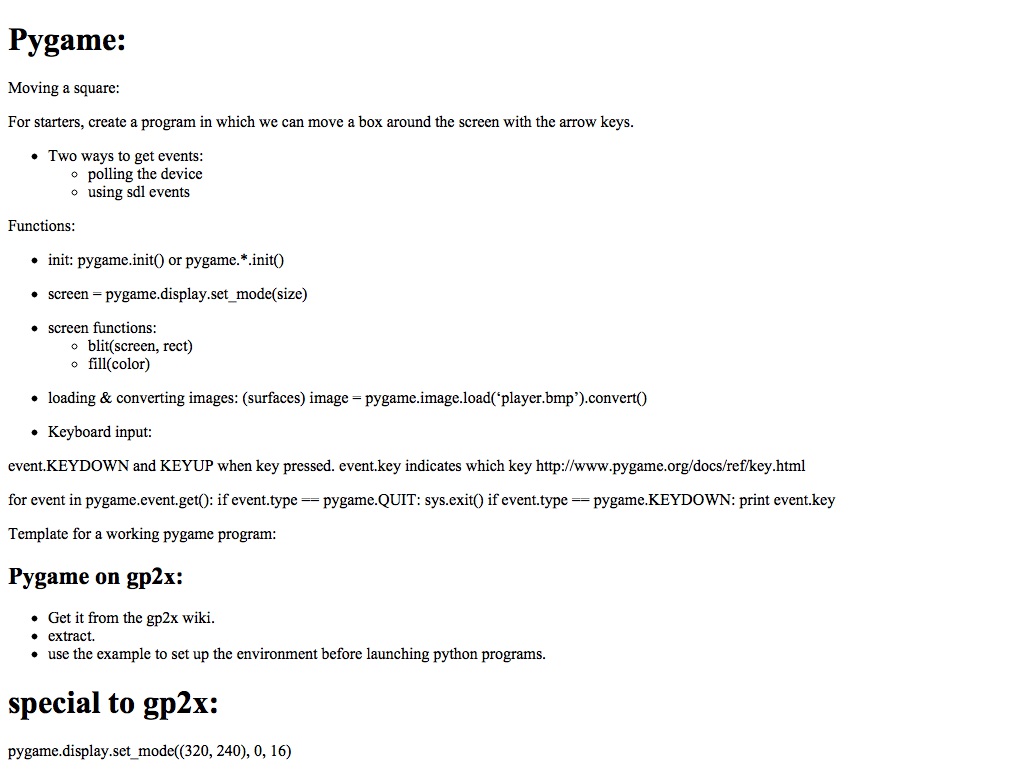 Pygame:
Moving a square:
For starters, create a program in which we can move a box around the screen with the arrow keys.
Two ways to get events:
polling the device
using sdl events
Functions:
init: pygame.init() or pygame.*.init()
screen = pygame.display.set_mode(size)
screen functions:
blit(screen, rect)
fill(color)
loading & converting images: (surfaces) image = pygame.image.load(‘player.bmp’).convert()
Keyboard input:
event.KEYDOWN and KEYUP when key pressed. event.key indicates which key http://www.pygame.org/docs/ref/key.html
for event in pygame.event.get(): if event.type == pygame.QUIT: sys.exit() if event.type == pygame.KEYDOWN: print event.key
Template for a working pygame program:
Pygame on gp2x:
Get it from the gp2x wiki.
extract.
use the example to set up the environment before launching python programs.
special to gp2x:
pygame.display.set_mode((320, 240), 0, 16)